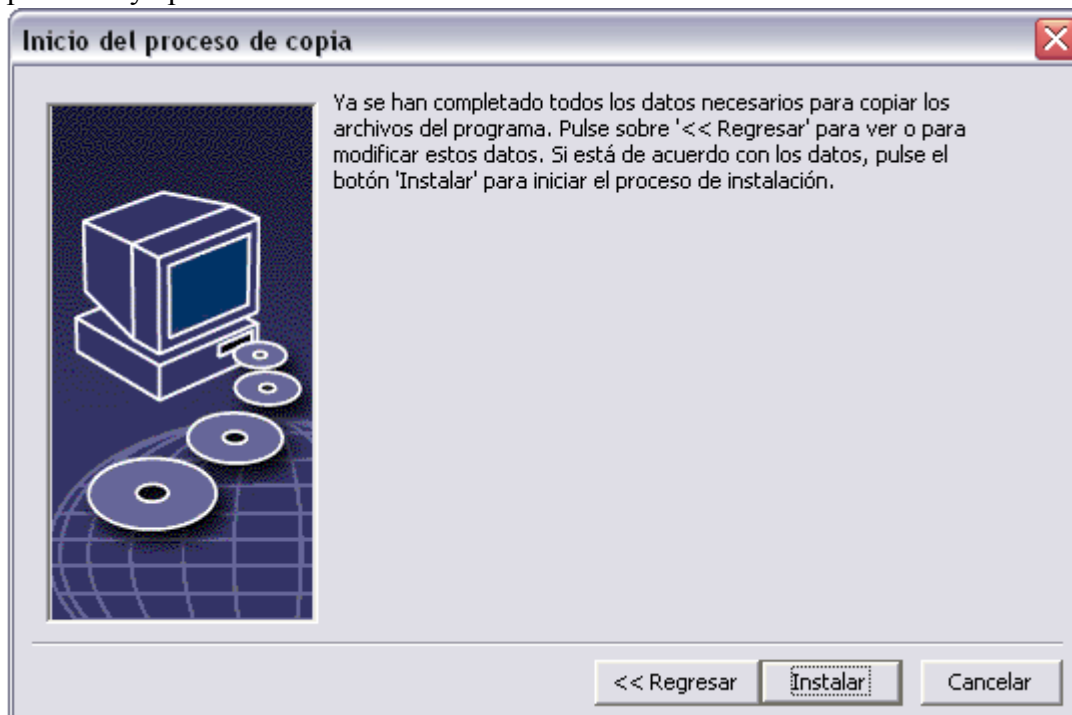 Inicio del proceso de copia
Ya se han completado todos los datos necesarios para copiar los
archivos del programa. Pulse sobre '<< Regresar' para ver o para
modificar estos datos. Si está de acuerdo con los datos, pulse el
botón 'Instalar' para iniciar el proceso de instalación.
<< Regresar
Instalar
Cancelar